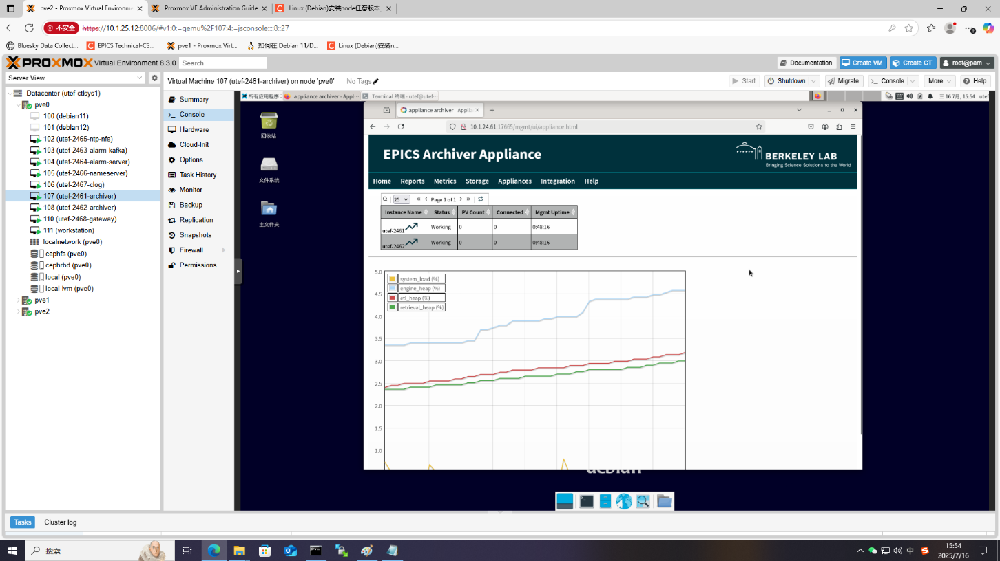 pve2 - Proxmox Virtual Environme
Proxmox VE Administration Guide
Linux (Debian)安装node任意版本
不安全
https://10.1.25.12:8006/#v1:0:=qemu%2F107:4:=jsconsole::::8::27
Bluesky Data Collect...
EPICS Technical-CS...
pve1 - Proxmox Virt...
如何在 Debian 11/D...
Linux (Debian)安装n...
PROXMOX Virtual Environment 8.3.0
Search
Documentation
Create VM
Create CT
root@pam
Server View
Virtual Machine 107 (utef-2461-archiver) on node 'pve0'
No Tags
Start
Shutdown
Migrate
Console
More
Help
Datacenter (utef-ctlsys1)
pve0
100 (debian11)
101 (debian12)
102 (utef-2465-ntp-nfs)
103 (utef-2463-alarm-kafka)
104 (utef-2464-alarm-server)
105 (utef-2466-nameserver)
106 (utef-2467-clog)
107 (utef-2461-archiver)
108 (utef-2462-archiver)
110 (utef-2468-gateway)
111 (workstation)
localnetwork (pve0)
cephfs (pve0)
cephrbd (pve0)
local (pve0)
local-lvm (pve0)
pve1
pve2
Summary
Console
Hardware
Cloud-Init
Options
Task History
Monitor
Backup
Replication
Snapshots
Firewall
Permissions
所有应用程序
appliance archiver - Appl···
Terminal 终端 - utef@utef-
三 16 7月, 15:54
utef
回收站
文件系统
主文件夹
appliance archiver - Applia
10.1.24.61:17665/mgmt/ui/appliance.html
EPICS Archiver Appliance
BERKELEY LAB
Bringing Science Solutions to the World
Home Reports Metrics Storage Appliances Integration Help
25 « ‹ Page 1 of 1 › »
Instance Name Status PV Count Connected Mgmt Uptime
utef-2461 Working 0 0 0:48:16
utef-2462 Working 0 0 0:48:16
system_load (%)
engine_heap (%)
etl_heap (%)
retrieval_heap (%)
5.0
4.5
4.0
3.5
3.0
2.5
2.0
1.5
1.0
debian
Tasks
Cluster log
搜索
中
15:54
2025/7/16